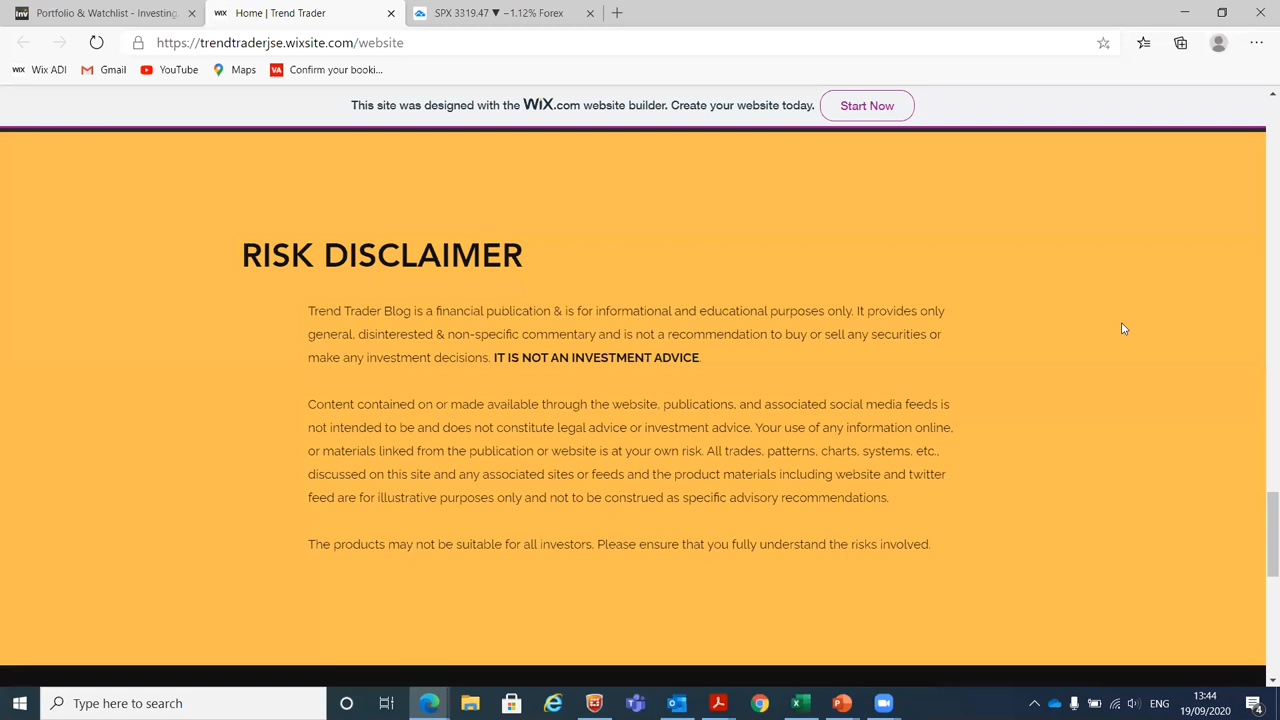 Portfolio & Watchlist - Investing.
WiX Home | Trend Trader
SPX 3319.47 ▼ −1.12% Forex
https://trendtraderjse.wixsite.com/website
WiX Wix ADI
Gmail
YouTube
Maps
VA Confirm your booki...
This site was designed with the WiX.com website builder. Create your website today.
Start Now
RISK DISCLAIMER
Trend Trader Blog is a financial publication & is for informational and educational purposes only. It provides only
general, disinterested & non-specific commentary and is not a recommendation to buy or sell any securities or
make any investment decisions. IT IS NOT AN INVESTMENT ADVICE.
Content contained on or made available through the website, publications, and associated social media feeds is
not intended to be and does not constitute legal advice or investment advice. Your use of any information online,
or materials linked from the publication or website is at your own risk. All trades, patterns, charts, systems, etc.,
discussed on this site and any associated sites or feeds and the product materials including website and twitter
feed are for illustrative purposes only and not to be construed as specific advisory recommendations.
The products may not be suitable for all investors. Please ensure that you fully understand the risks involved.
Type here to search
ENG
13:44
19/09/2020
4